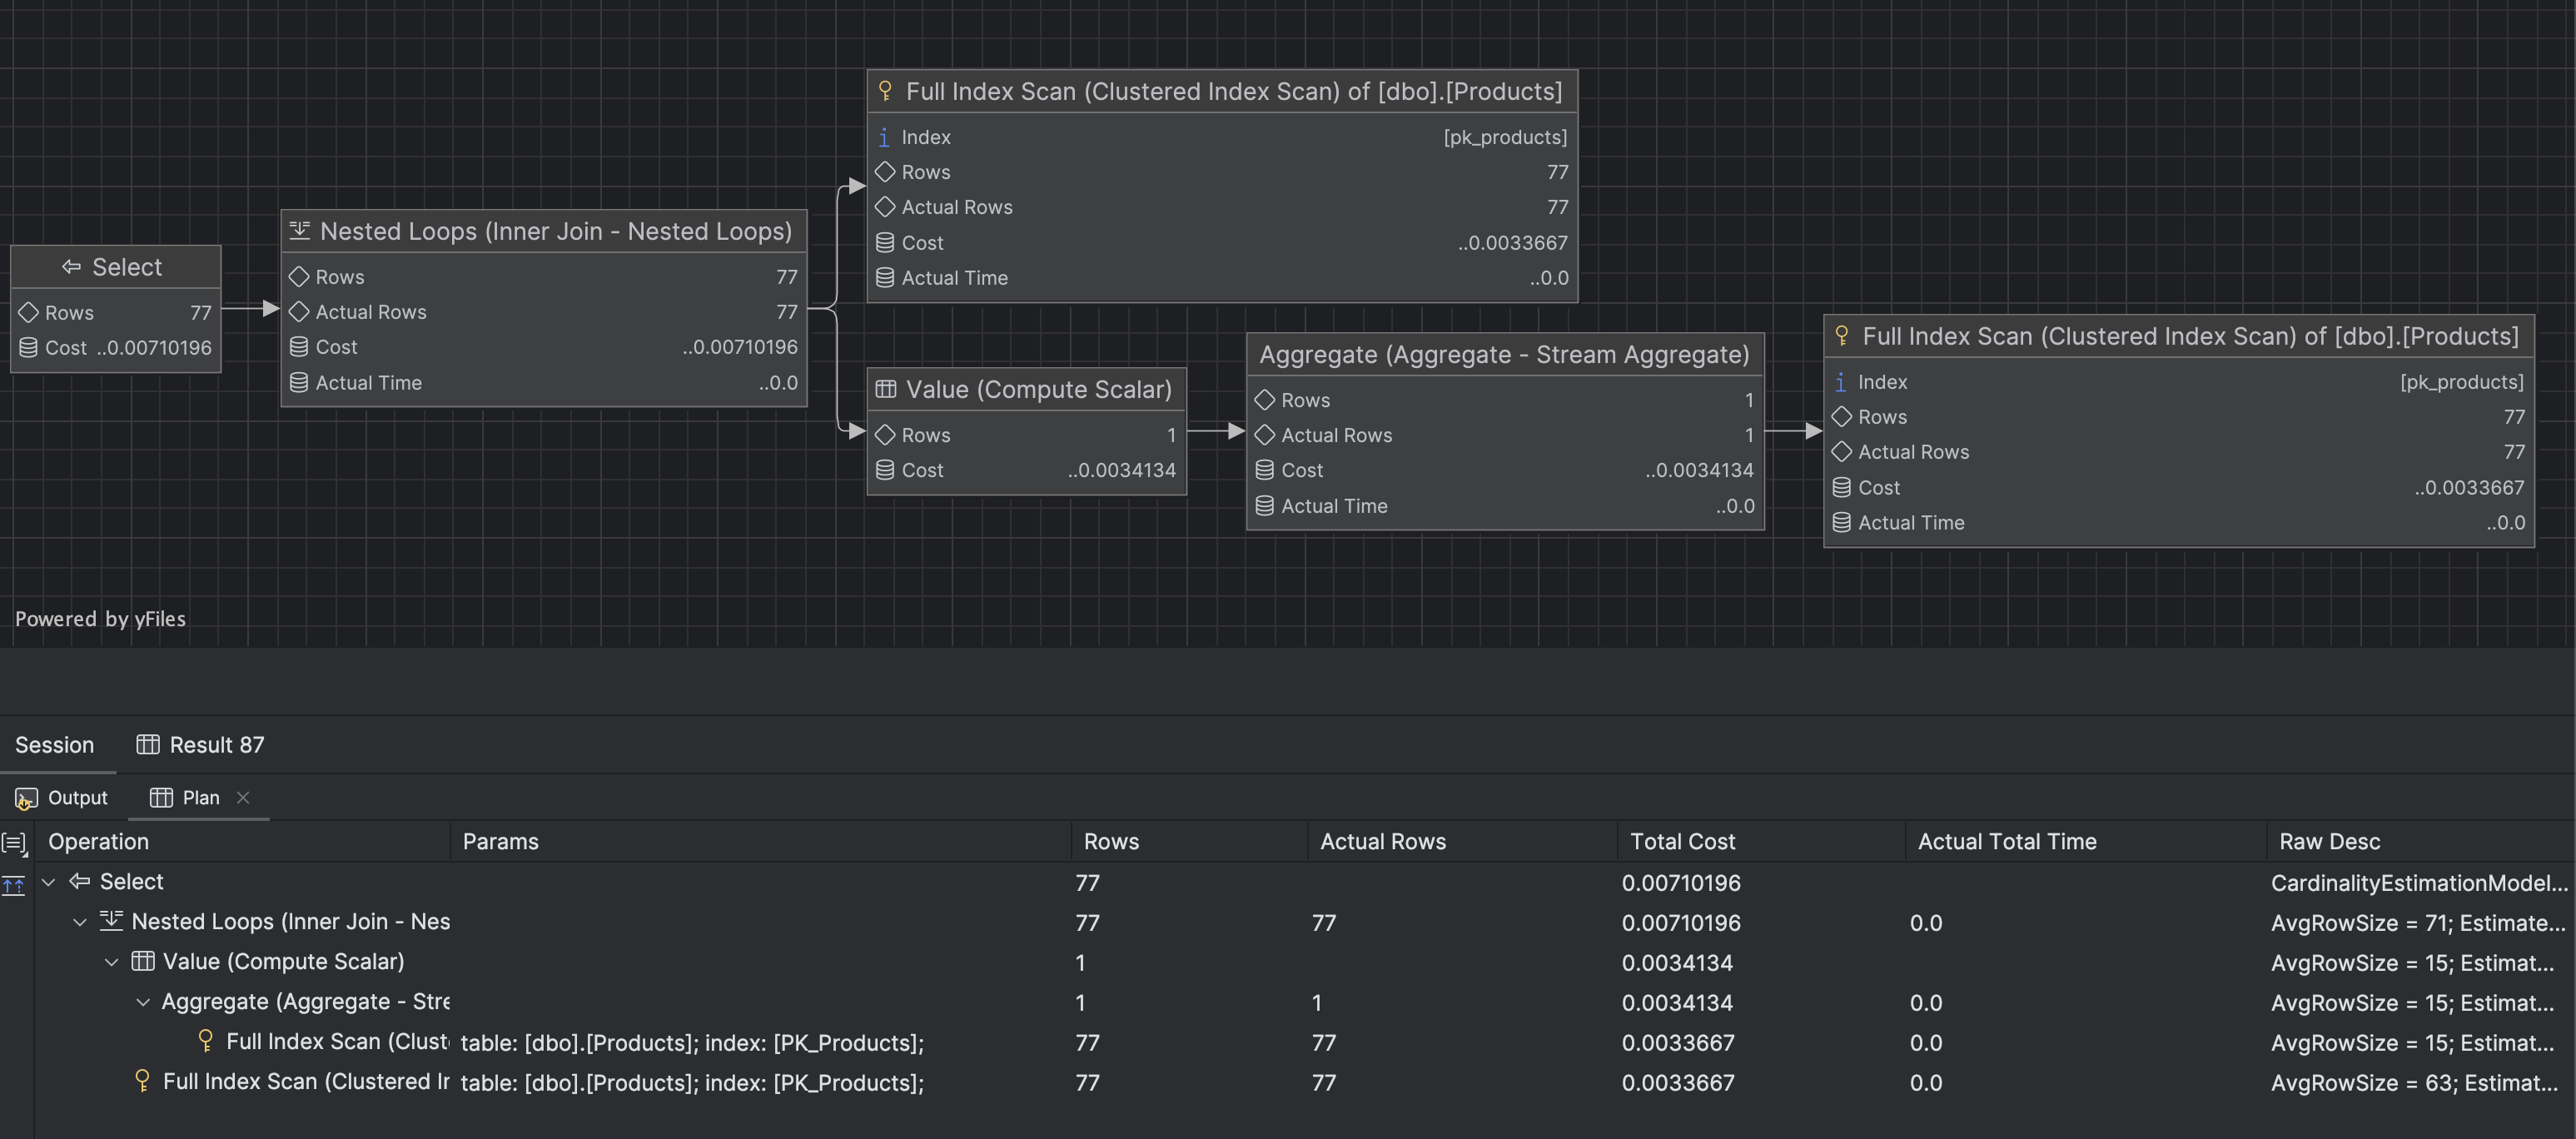 Full Index Scan (Clustered Index Scan) of [dbo].[Products]
Index [pk_products]
Rows 77
Actual Rows 77
Cost ..0.0033667
Actual Time ..0.0
Nested Loops (Inner Join - Nested Loops)
Rows 77
Actual Rows 77
Cost ..0.00710196
Actual Time ..0.0
Select
Rows 77
Cost ..0.00710196
Value (Compute Scalar)
Rows 1
Cost ..0.0034134
Aggregate (Aggregate - Stream Aggregate)
Rows 1
Actual Rows 1
Cost ..0.0034134
Actual Time ..0.0
Full Index Scan (Clustered Index Scan) of [dbo].[Products]
Index [pk_products]
Rows 77
Actual Rows 77
Cost ..0.0033667
Actual Time ..0.0
Powered by yFiles
Session Result 87
Output Plan
Operation Params Rows Actual Rows Total Cost Actual Total Time Raw Desc
Select 77 0.00710196 CardinalityEstimationModel...
Nested Loops (Inner Join - Nes 77 77 0.00710196 0.0 AvgRowSize = 71; Estimate...
Value (Compute Scalar) 1 0.0034134 AvgRowSize = 15; Estimat...
Aggregate (Aggregate - Stre 1 1 0.0034134 0.0 AvgRowSize = 15; Estimat...
Full Index Scan (Clust table: [dbo].[Products]; index: [PK_Products]; 77 77 0.0033667 0.0 AvgRowSize = 15; Estimat...
Full Index Scan (Clustered Ir table: [dbo].[Products]; index: [PK_Products]; 77 77 0.0033667 0.0 AvgRowSize = 63; Estimat...